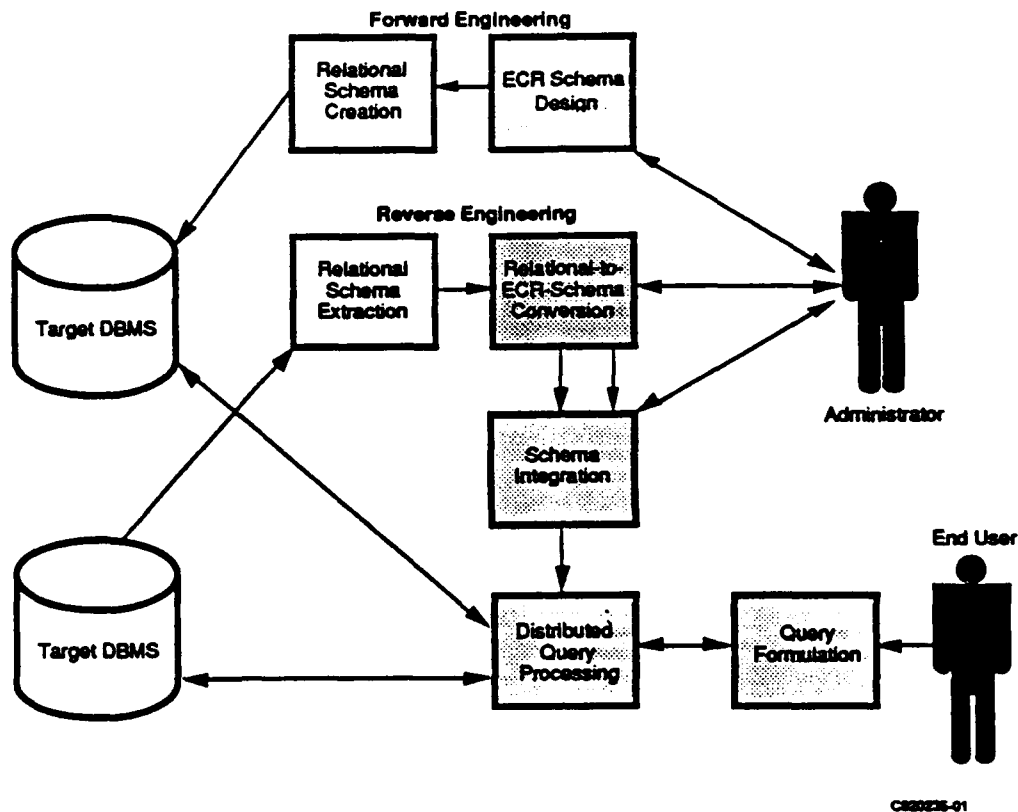 Forward Engineering
Relational
Schema
Creation
ECR Schema
Design
Reverse Engineering
Relational
Schema
Extraction
Relational-to-
ECR-Schema
Conversion
Target DBMS
Administrator
Schema
Integration
End User
Target DBMS
Distributed
Query
Processing
Query
Formulation
C920235-01